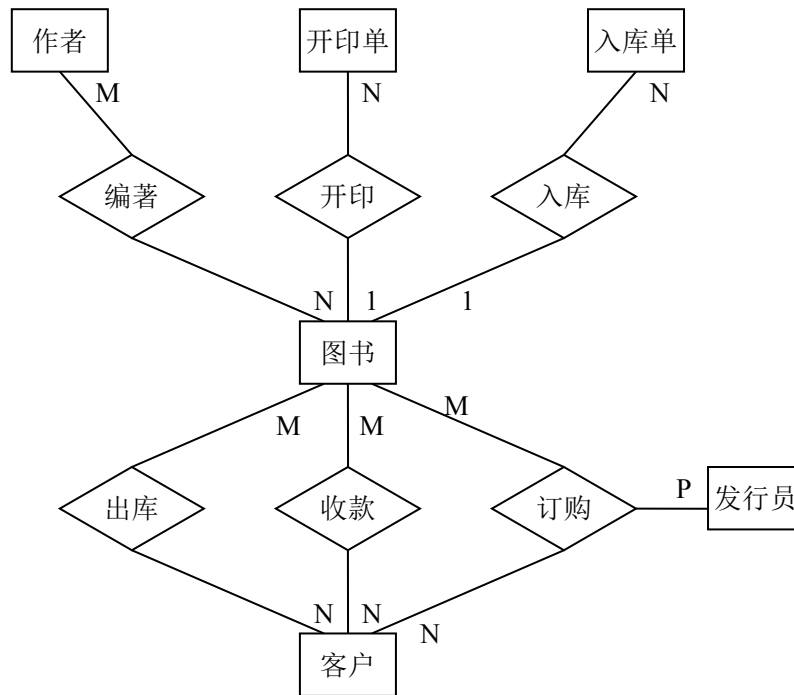 作者 开印单 入库单
M N N
编著 开印 入库
N 1 1
图书
M M M
出库 收款 订购 P 发行员
N N N
客户